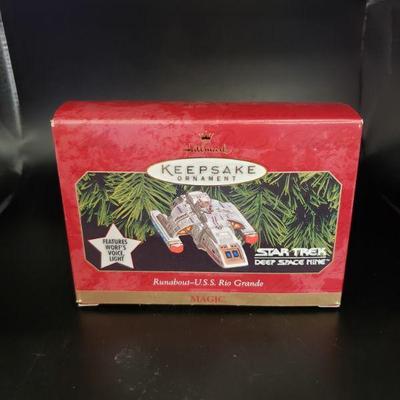 Hallmark
KEEPSAKE
ORNAMENT
FEATURES
WORF'S
VOICE,
LIGHT
STAR TREK
DEEP SPACE NINE
Runabout–U.S.S. Rio Grande
MAGIC